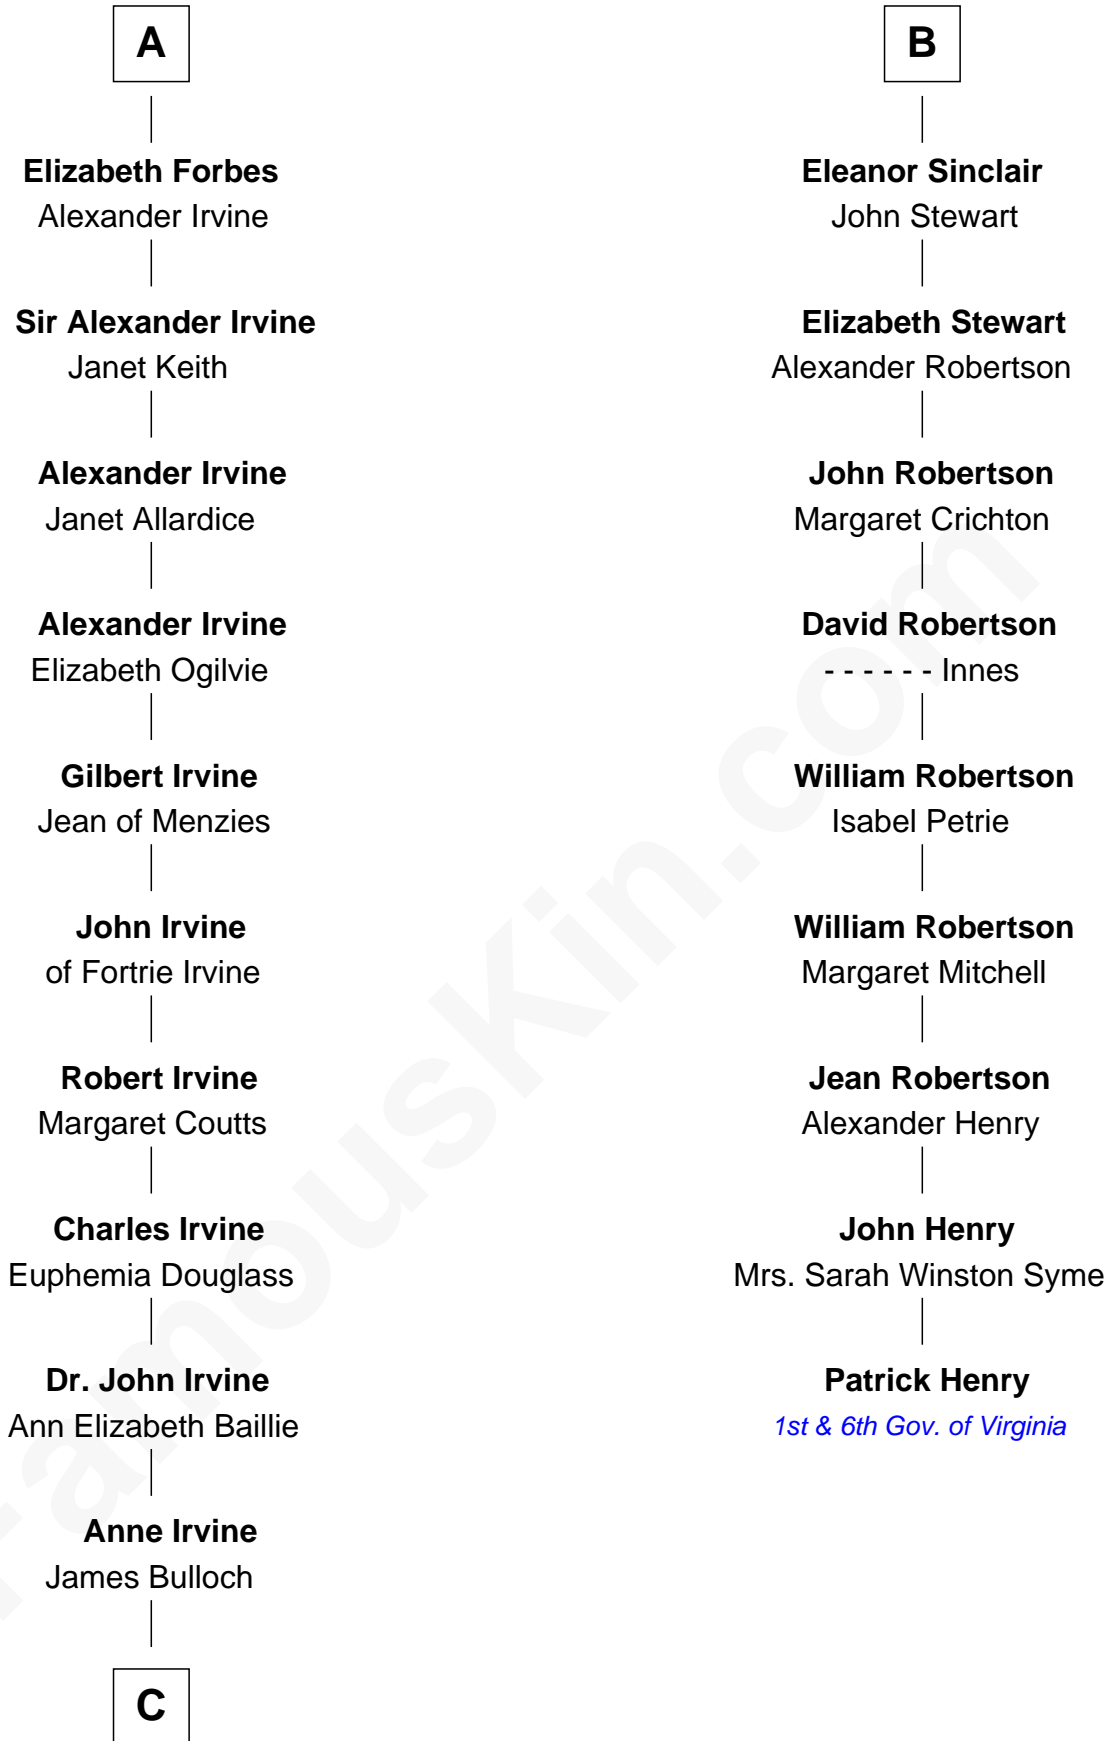 A
Elizabeth Forbes
Alexander Irvine
Sir Alexander Irvine
Janet Keith
Alexander Irvine
Janet Allardice
Alexander Irvine
Elizabeth Ogilvie
Gilbert Irvine
Jean of Menzies
John Irvine
of Fortrie Irvine
Robert Irvine
Margaret Coutts
Charles Irvine
Euphemia Douglass
Dr. John Irvine
Ann Elizabeth Baillie
Anne Irvine
James Bulloch
C
B
Eleanor Sinclair
John Stewart
Elizabeth Stewart
Alexander Robertson
John Robertson
Margaret Crichton
David Robertson
- - - - - - Innes
William Robertson
Isabel Petrie
William Robertson
Margaret Mitchell
Jean Robertson
Alexander Henry
John Henry
Mrs. Sarah Winston Syme
Patrick Henry
1st & 6th Gov. of Virginia
FamousKin.com